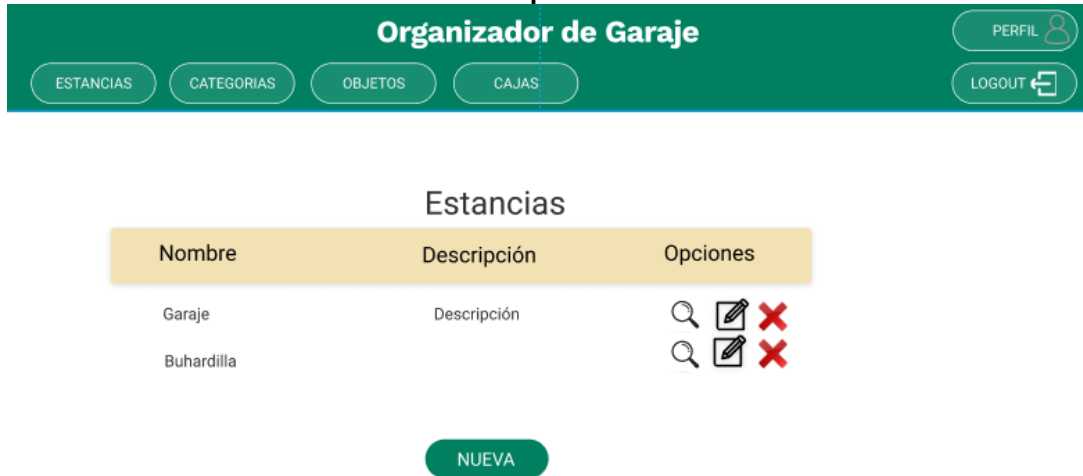 Organizador de Garaje
PERFIL
ESTANCIAS CATEGORIAS OBJETOS CAJAS LOGOUT
Estancias
Nombre Descripción Opciones
Garaje Descripción
Buhardilla
NUEVA